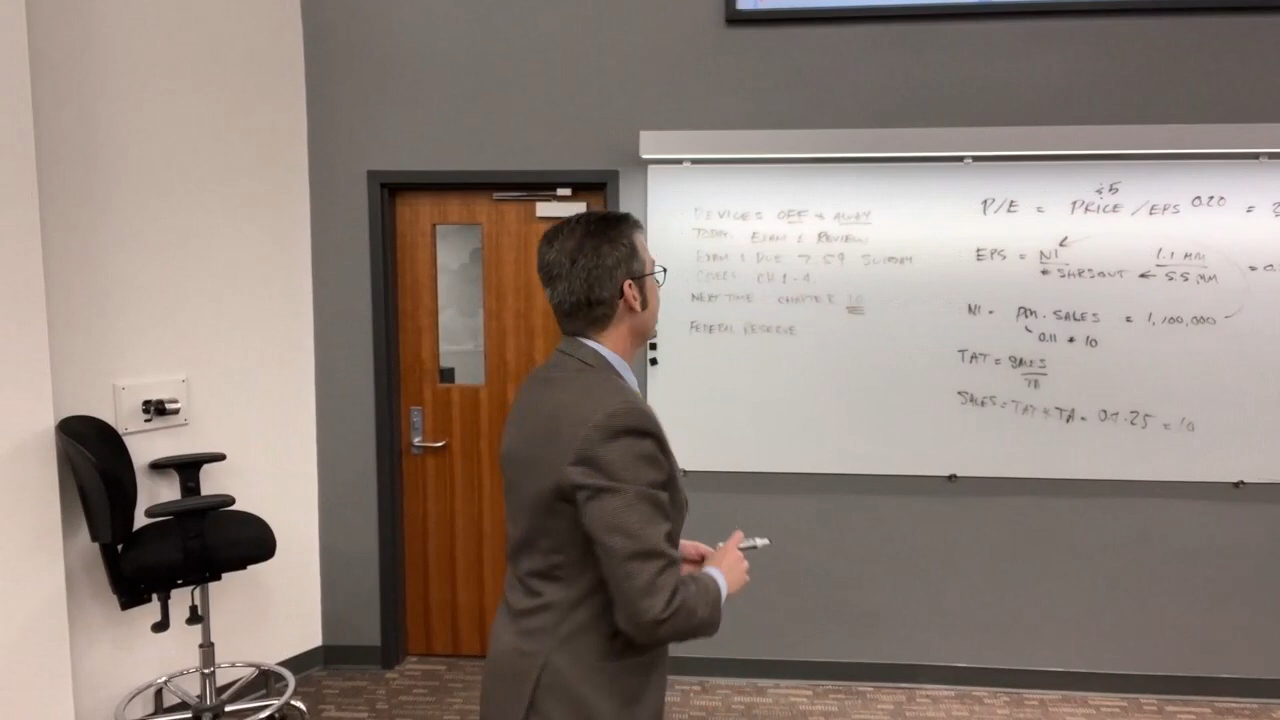 DEVICES OFF & AWAY
TODAY EXAM 1 REVIEW
EXAM 1 DUE 7:59 SUNDAY
COVERS CH 1-4
NEXT TIME CHAPTER 10
FEDERAL RESERVE
$5
P/E = PRICE / EPS 0.20 =
EPS = NI 1.1 MM
# SHRSOUT ← 5.5 MM = 0.
NI = PM. SALES = 1,100,000
0.11 * 10
TAT = SALES
TA
SALES = TAT * TA = 0.4 . 25 = 10